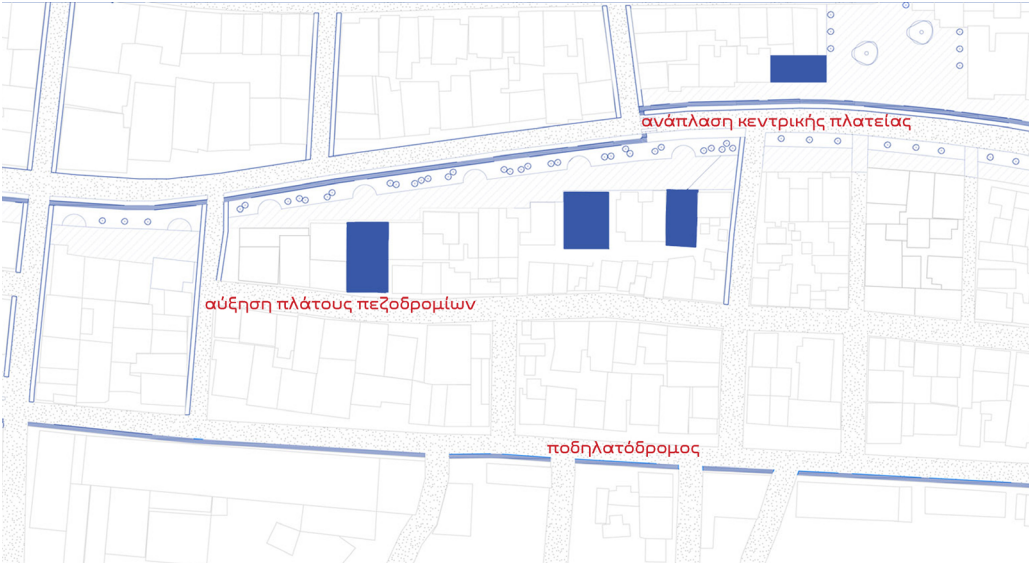 ανάπλαση κεντρικής πλατείας
αύξηση πλάτους πεζοδρομίων
ποδηλατόδρομος